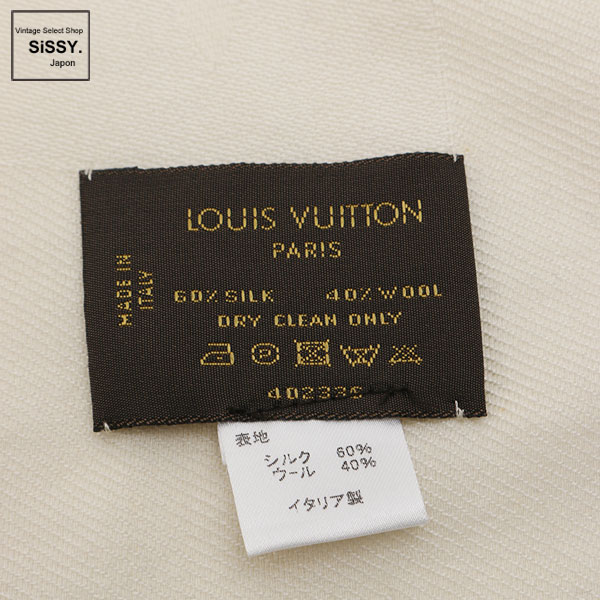 Vintage Select Shop
SiSSY.
Japon
LOUIS VUITTON
PARIS
MADE IN
ITALY
60% SILK 40% WOOL
DRY CLEAN ONLY
表地
シルク 60%
ウール 40%
イタリア製